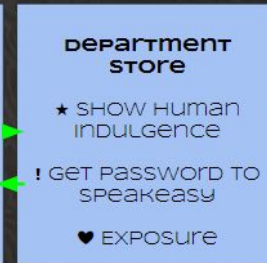 Department
Store
★ Show Human
Indulgence
! Get Password to
Speakeasy
♥ Exposure